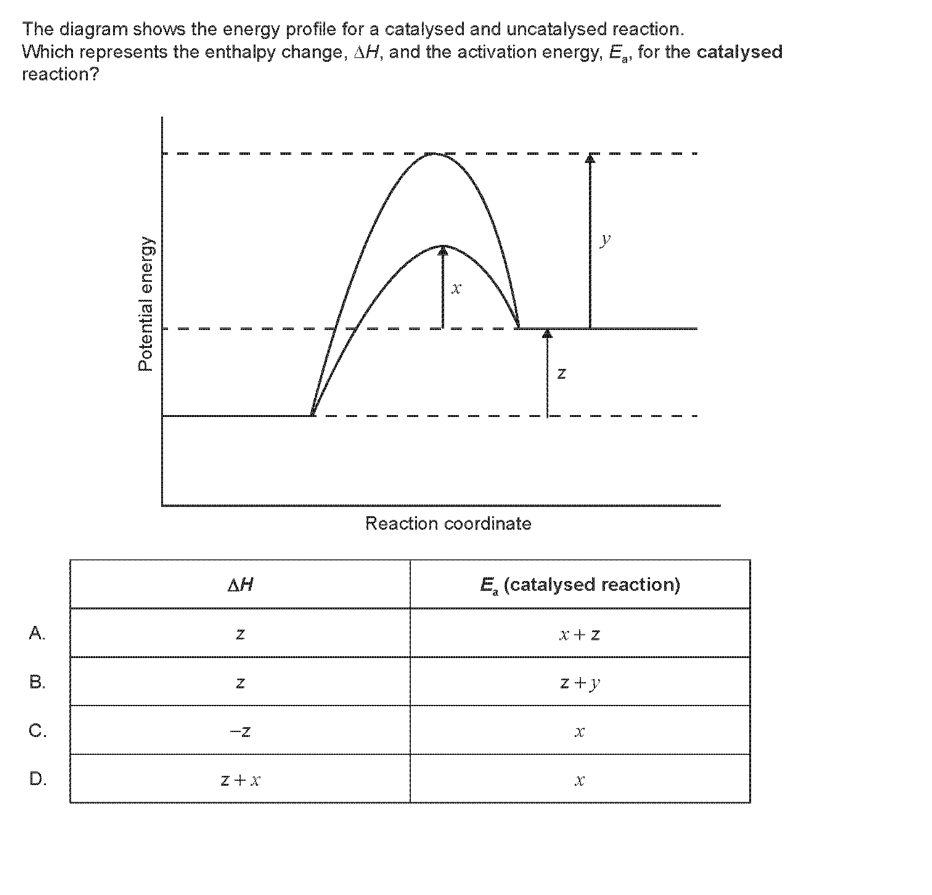 The diagram shows the energy profile for a catalysed and uncatalysed reaction.
Which represents the enthalpy change, ΔH, and the activation energy, Eₐ, for the catalysed
reaction?
y
Potential energy
x
z
Reaction coordinate
ΔH Eₐ (catalysed reaction)
A. z x + z
B. z z + y
C. −z x
D. z + x x